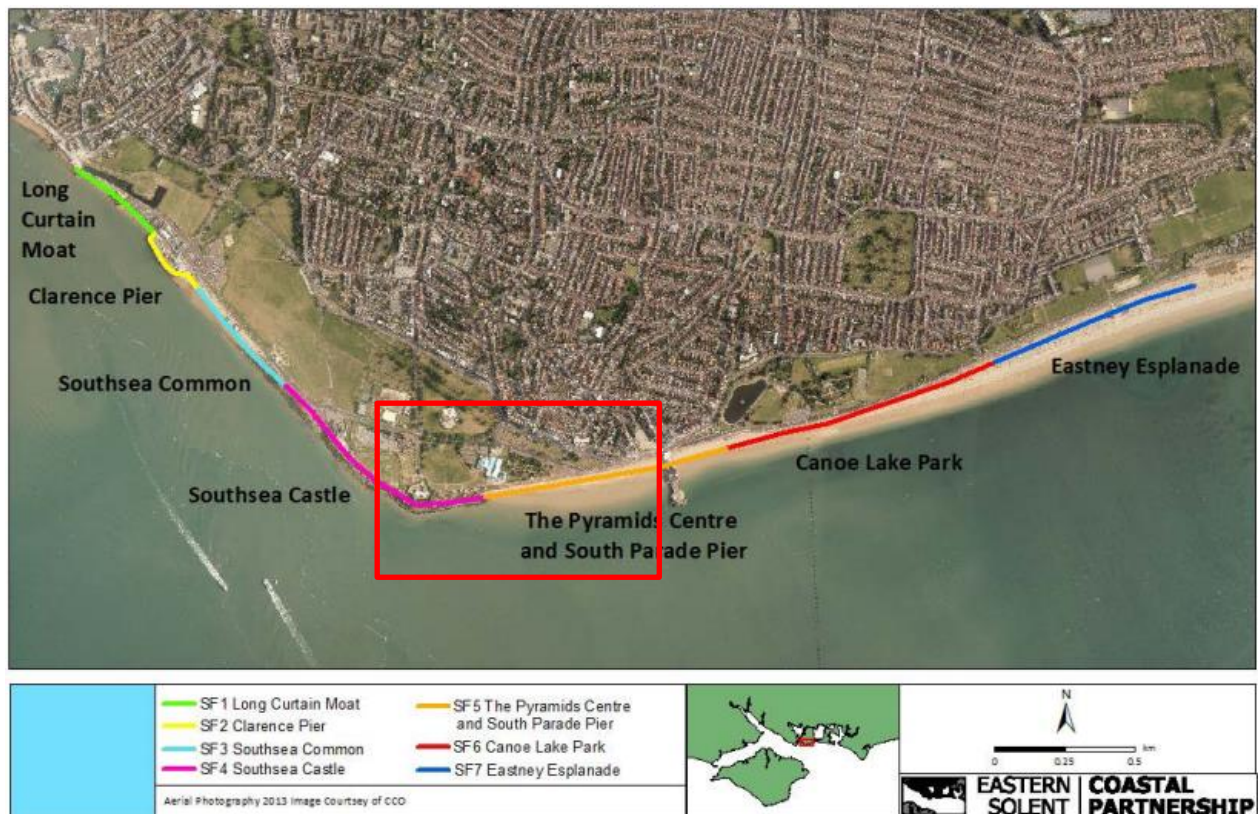 Long
Curtain
Moat
Clarence Pier
Southsea Common
Southsea Castle
The Pyramids Centre
and South Parade Pier
Canoe Lake Park
Eastney Esplanade
SF1 Long Curtain Moat
SF2 Clarence Pier
SF3 Southsea Common
SF4 Southsea Castle
SF5 The Pyramids Centre
and South Parade Pier
SF6 Canoe Lake Park
SF7 Eastney Esplanade
Aerial Photography 2013 Image Courtsey of CCO
N
km
0 0.25 0.5
EASTERN SOLENT
COASTAL PARTNERSHIP